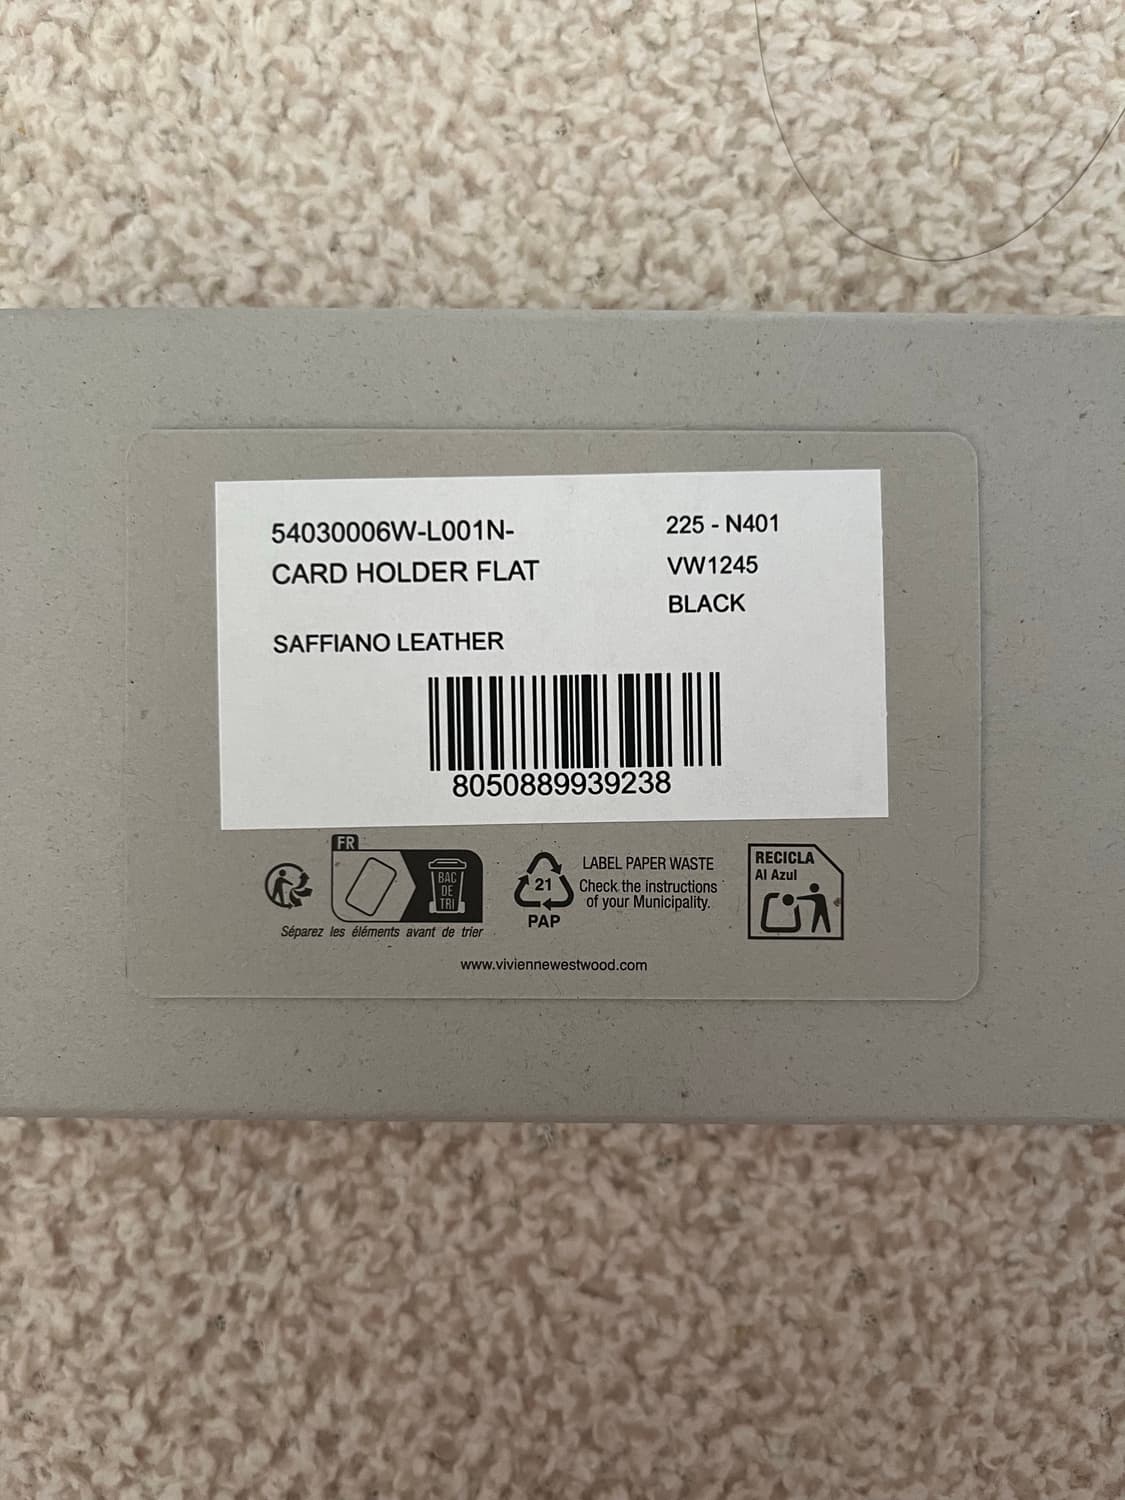 54030006W-L001N-
CARD HOLDER FLAT
SAFFIANO LEATHER
225 - N401
VW1245
BLACK
8050889939238
FR
BAC
DE
TRI
Séparez les éléments avant de trier
21
PAP
LABEL PAPER WASTE
Check the instructions
of your Municipality.
RECICLA
Al Azul
www.viviennewestwood.com